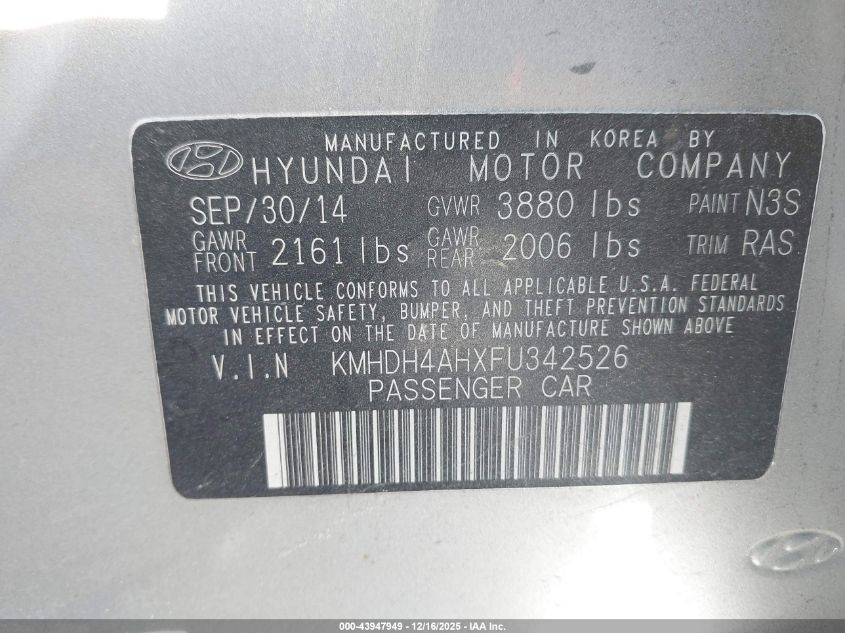 MANUFACTURED IN KOREA BY
HYUNDAI MOTOR COMPANY
SEP/30/14 GVWR 3880 lbs PAINT N3S
GAWR FRONT 2161 lbs GAWR REAR 2006 lbs TRIM RAS
THIS VEHICLE CONFORMS TO ALL APPLICABLE U.S.A. FEDERAL
MOTOR VEHICLE SAFETY, BUMPER, AND THEFT PREVENTION STANDARDS
IN EFFECT ON THE DATE OF MANUFACTURE SHOWN ABOVE
V.I.N KMHDH4AHXFU342526
PASSENGER CAR
000-43947949 - 12/16/2025 - IAA Inc.